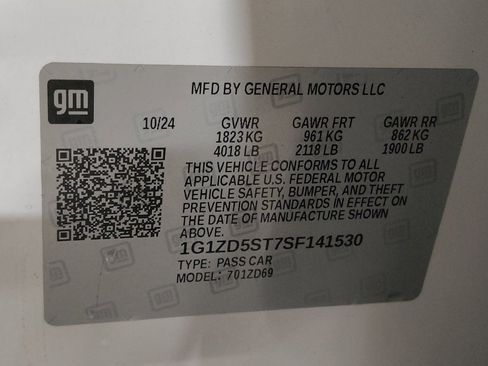 gm
MFD BY GENERAL MOTORS LLC
10/24 GVWR GAWR FRT GAWR RR
1823 KG 961 KG 862 KG
4018 LB 2118 LB 1900 LB
THIS VEHICLE CONFORMS TO ALL
APPLICABLE U.S. FEDERAL MOTOR
VEHICLE SAFETY, BUMPER, AND THEFT
PREVENTION STANDARDS IN EFFECT ON
THE DATE OF MANUFACTURE SHOWN
ABOVE.
1G1ZD5ST7SF141530
TYPE: PASS CAR
MODEL: 701ZD69